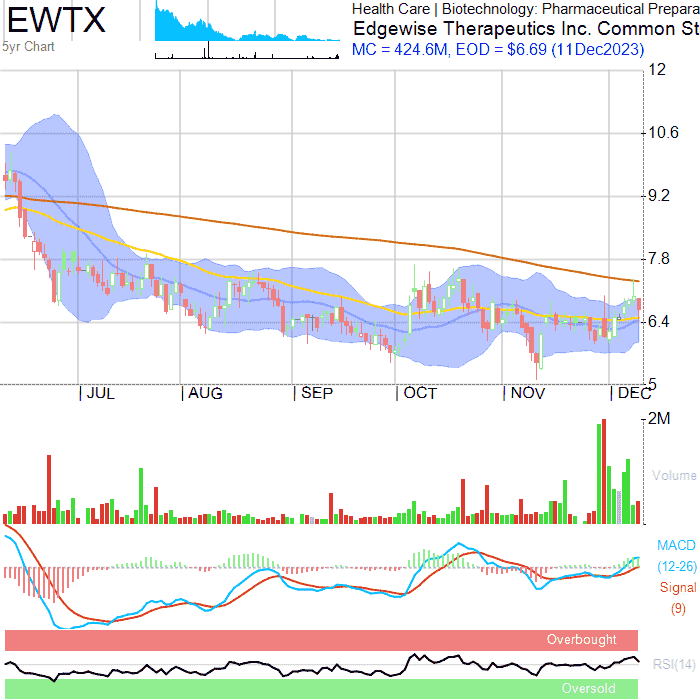 EWTX
5yr Chart
Health Care | Biotechnology: Pharmaceutical Prepara
Edgewise Therapeutics Inc. Common St
MC = 424.6M, EOD = $6.69 (11Dec2023)
12
10.6
9.2
7.8
6.4
5
JUL
AUG
SEP
OCT
NOV
DEC
2M
Volume
MACD
(12-26)
Signal
(9)
Overbought
RSI(14)
Oversold